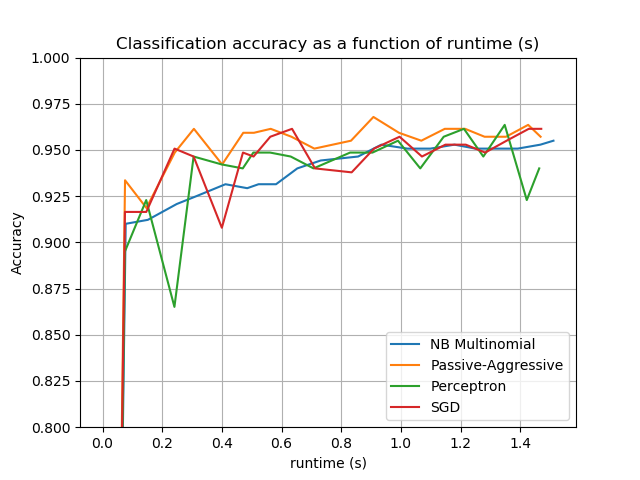 Classification accuracy as a function of runtime (s)
1.000
0.975
0.950
0.925
0.900
0.875
0.850
0.825
0.800
Accuracy
NB Multinomial
Passive-Aggressive
Perceptron
SGD
0.0 0.2 0.4 0.6 0.8 1.0 1.2 1.4
runtime (s)